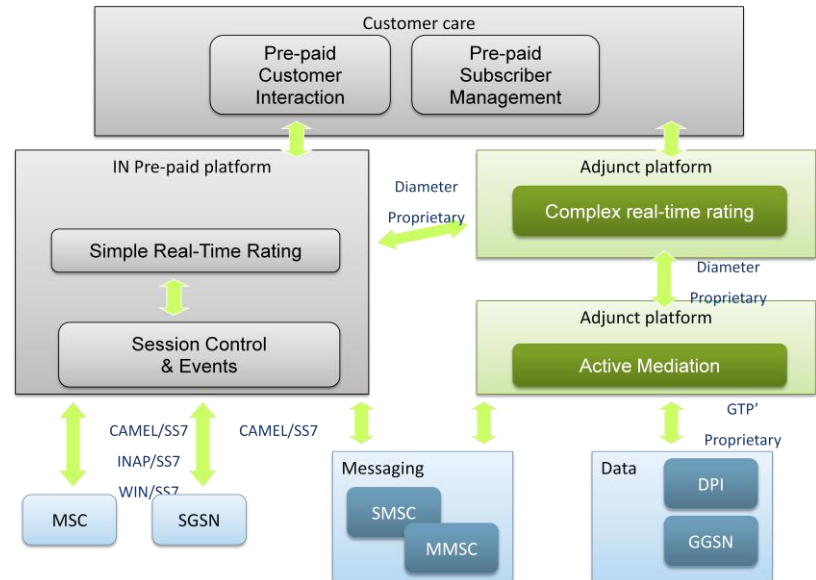 Customer care
Pre-paid
Customer
Interaction
Pre-paid
Subscriber
Management
IN Pre-paid platform
Simple Real-Time Rating
Session Control
& Events
Diameter
Proprietary
Adjunct platform
Complex real-time rating
Diameter
Proprietary
Adjunct platform
Active Mediation
CAMEL/SS7
INAP/SS7
WIN/SS7
CAMEL/SS7
GTP'
Proprietary
MSC
SGSN
Messaging
SMSC
MMSC
Data
DPI
GGSN